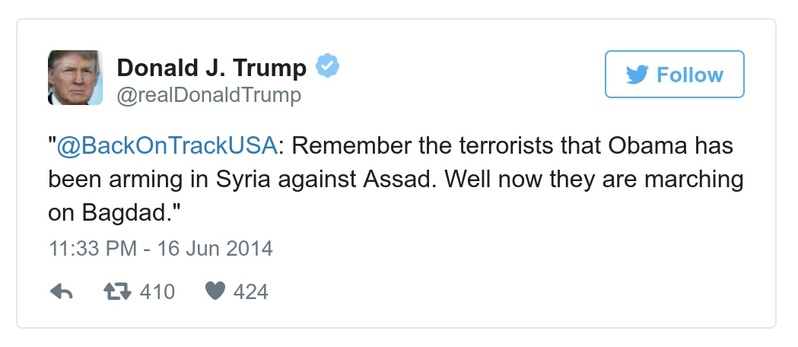 Donald J. Trump
@realDonaldTrump
Follow
"@BackOnTrackUSA: Remember the terrorists that Obama has
been arming in Syria against Assad. Well now they are marching
on Bagdad."
11:33 PM - 16 Jun 2014
410 424